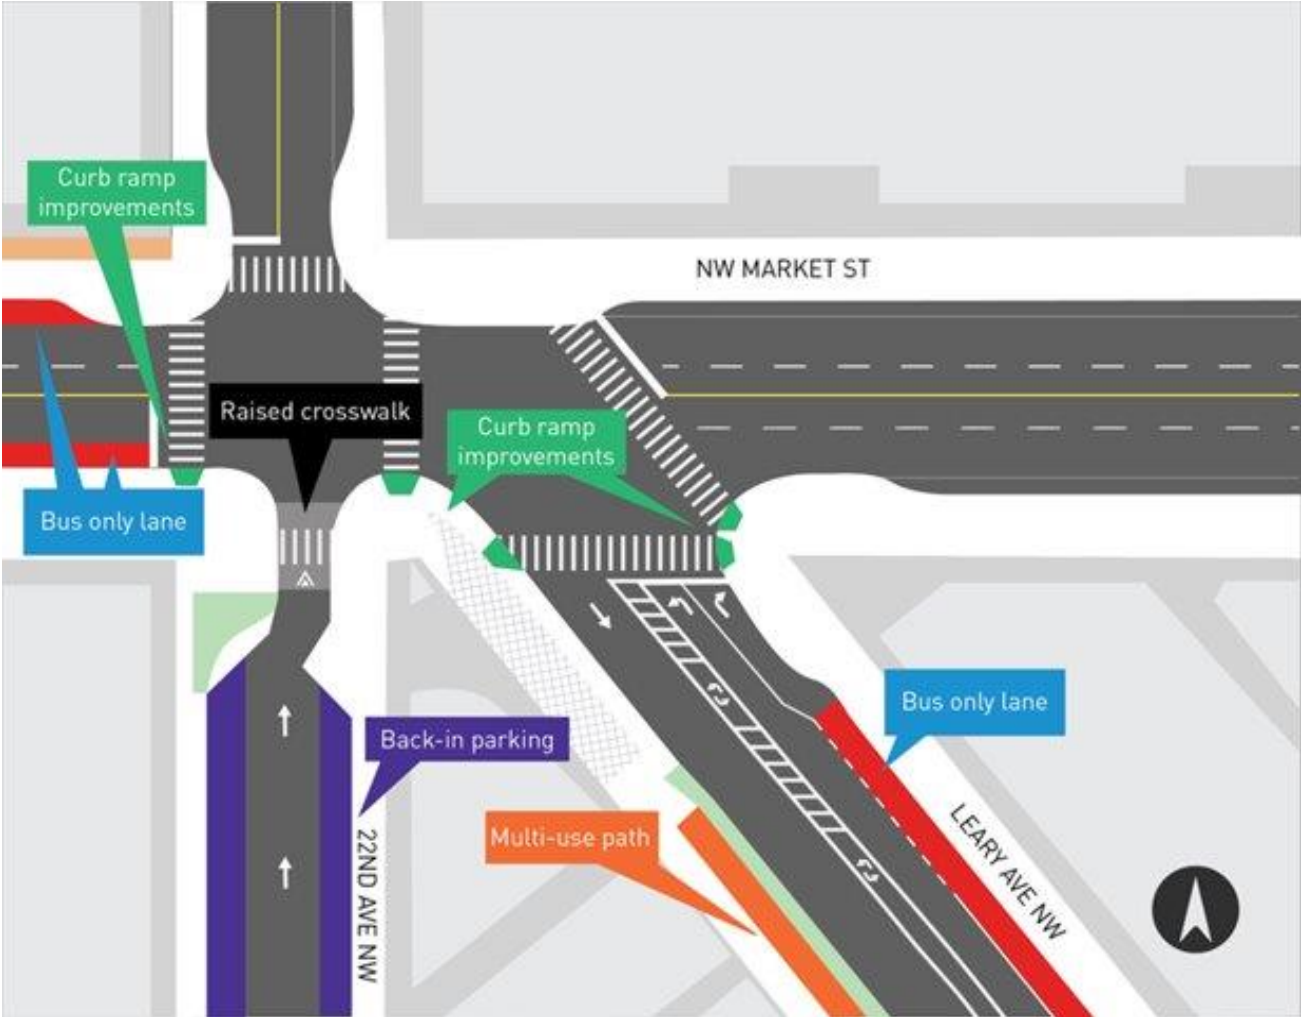 Curb ramp
improvements
NW MARKET ST
Raised crosswalk
Curb ramp
improvements
Bus only lane
Bus only lane
Back-in parking
Multi-use path
22ND AVE NW
LEARY AVE NW